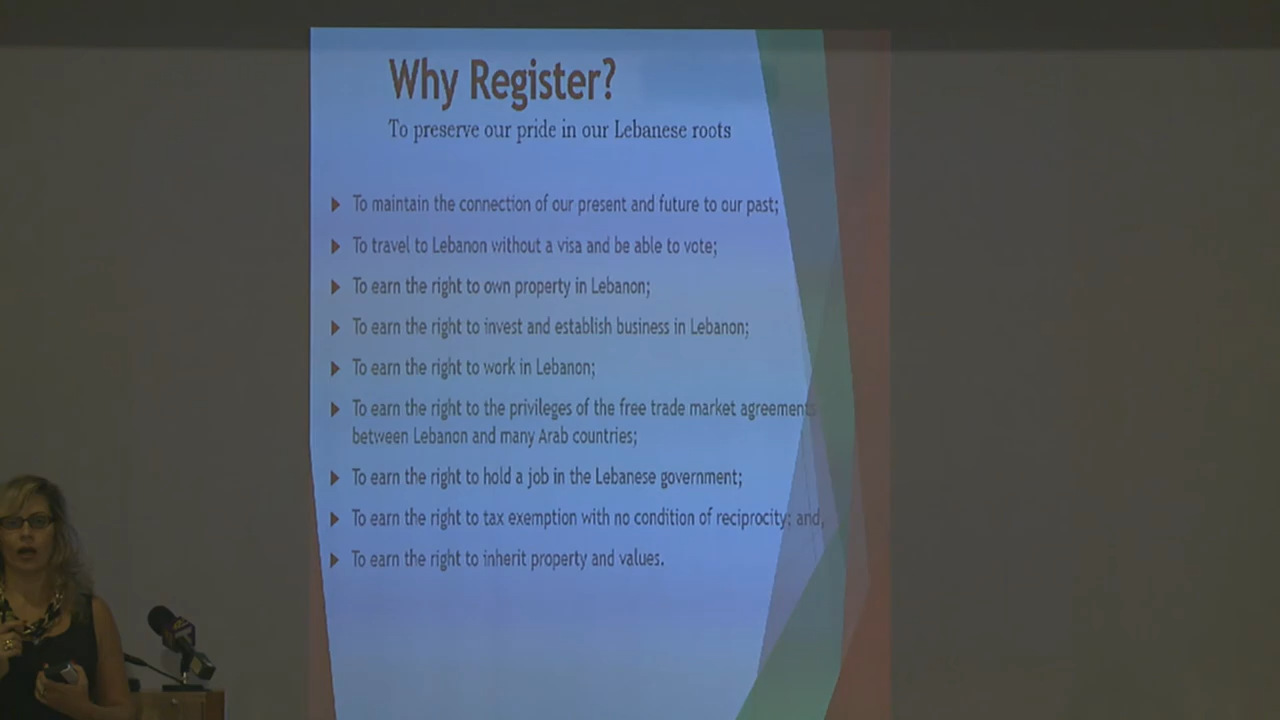 Why Register?
To preserve our pride in our Lebanese roots
To maintain the connection of our present and future to our past;
To travel to Lebanon without a visa and be able to vote;
To earn the right to own property in Lebanon;
To earn the right to invest and establish business in Lebanon;
To earn the right to work in Lebanon;
To earn the right to the privileges of the free trade market agreements
between Lebanon and many Arab countries;
To earn the right to hold a job in the Lebanese government;
To earn the right to tax exemption with no condition of reciprocity; and,
To earn the right to inherit property and values.